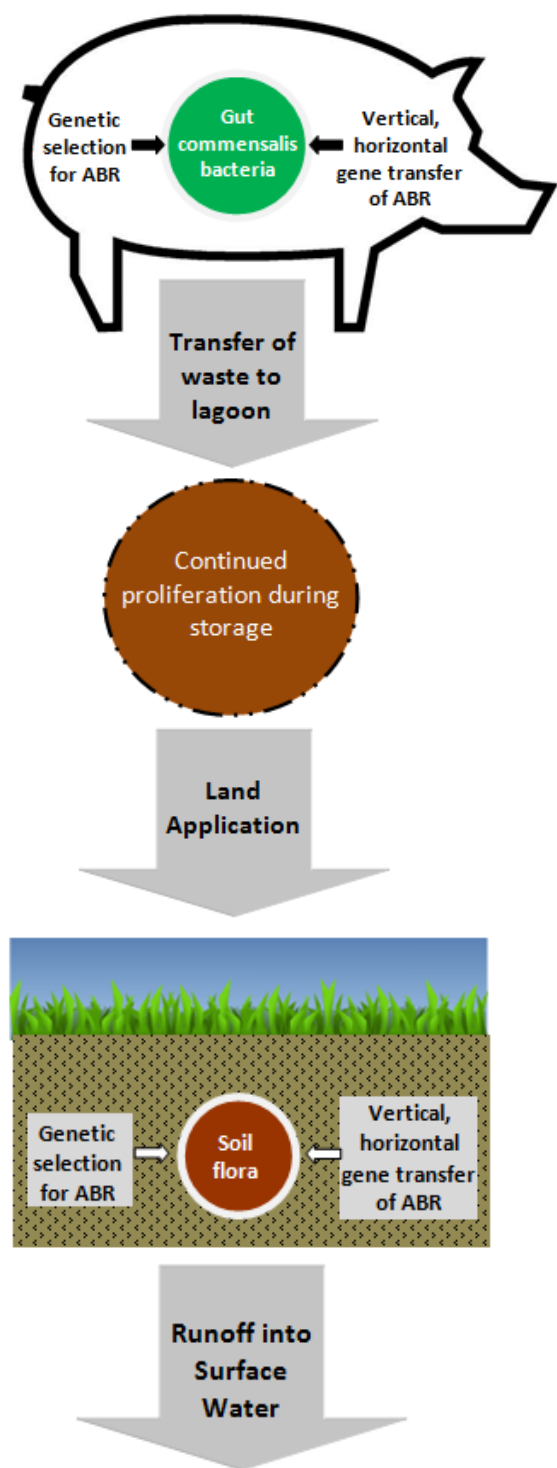 Genetic
selection
for ABR
Gut
commensalis
bacteria
Vertical,
horizontal
gene transfer
of ABR
Transfer of
waste to
lagoon
Continued
proliferation during
storage
Land
Application
Genetic
selection
for ABR
Soil
flora
Vertical,
horizontal
gene transfer
of ABR
Runoff into
Surface
Water